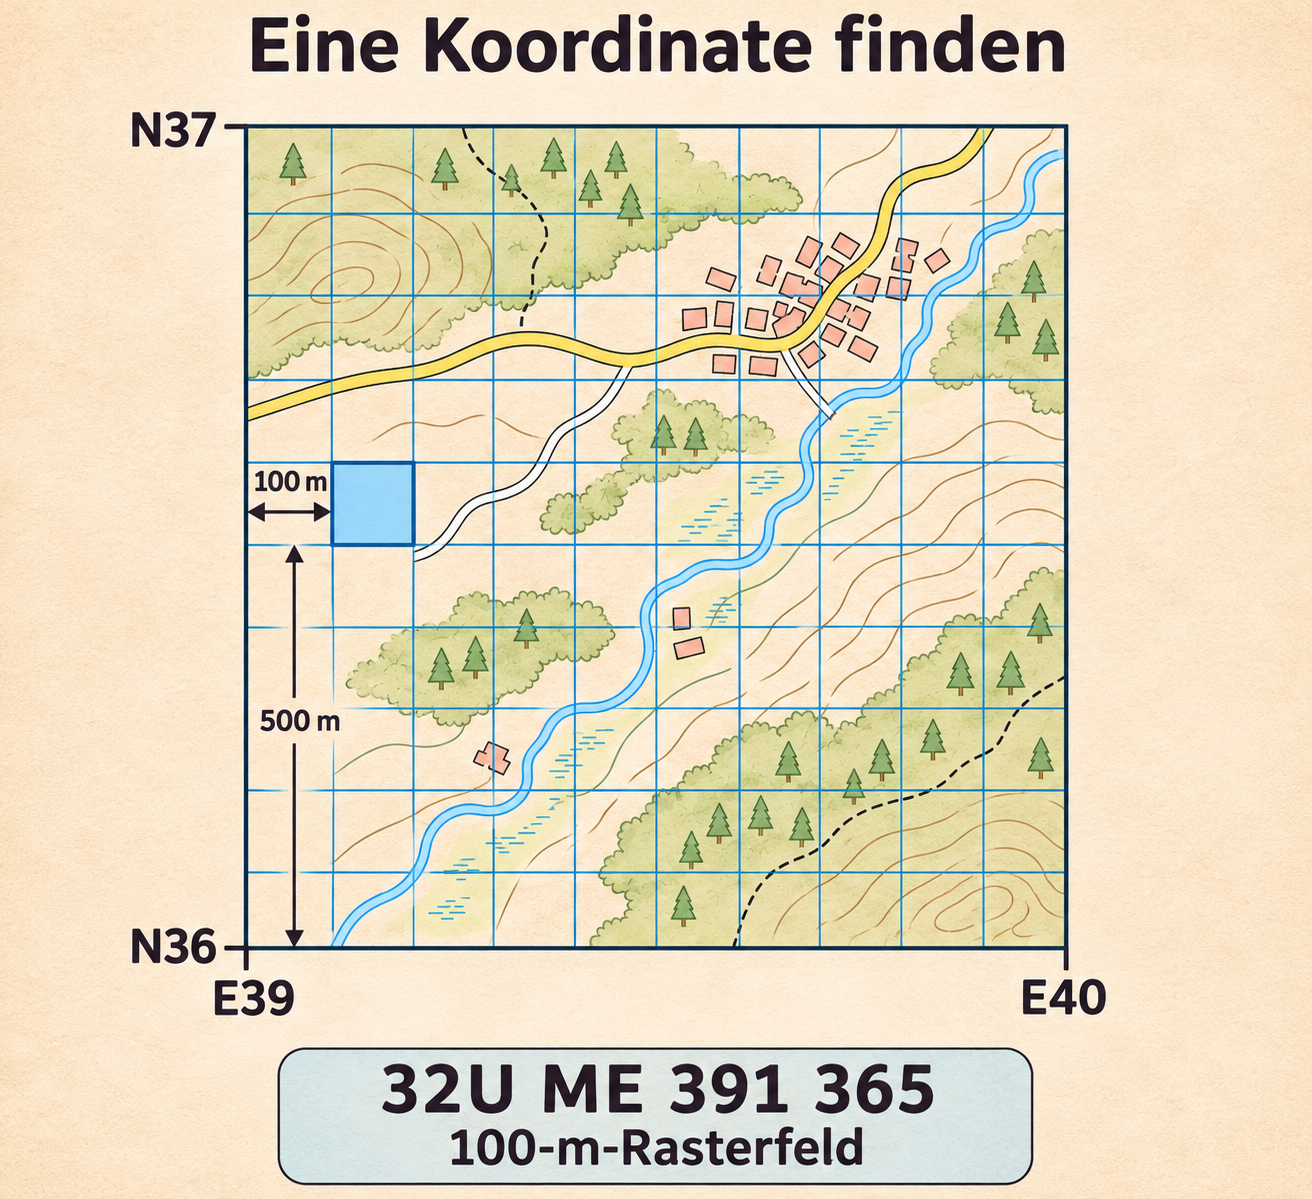 Eine Koordinate finden
N37
100 m
500 m
N36
E39
E40
32U ME 391 365
100-m-Rasterfeld